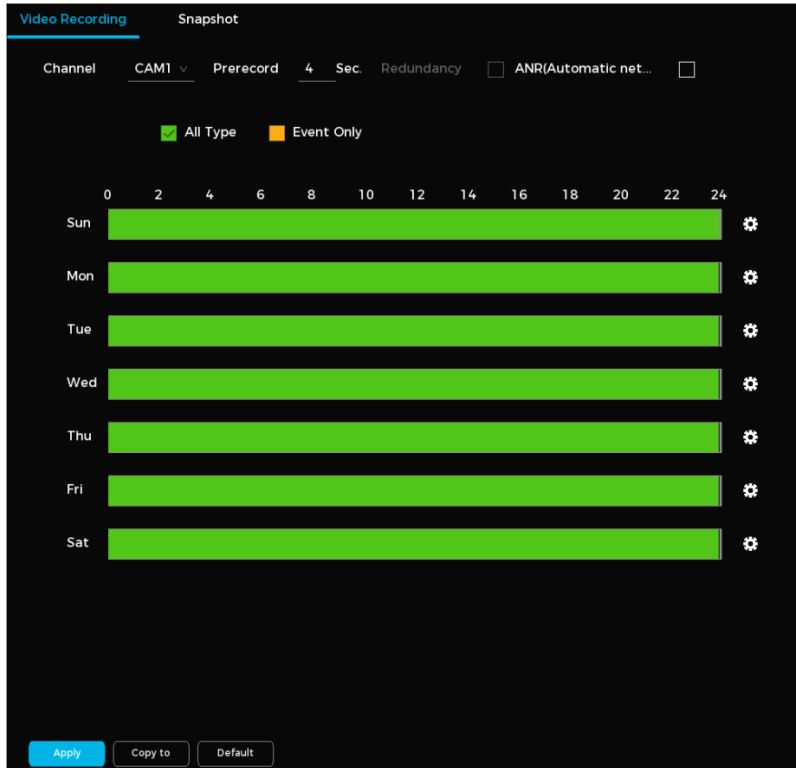 Video Recording Snapshot
Channel CAM1 Prerecord 4 Sec. Redundancy ANR(Automatic net...
All Type Event Only
0 2 4 6 8 10 12 14 16 18 20 22 24
Sun
Mon
Tue
Wed
Thu
Fri
Sat
Apply Copy to Default